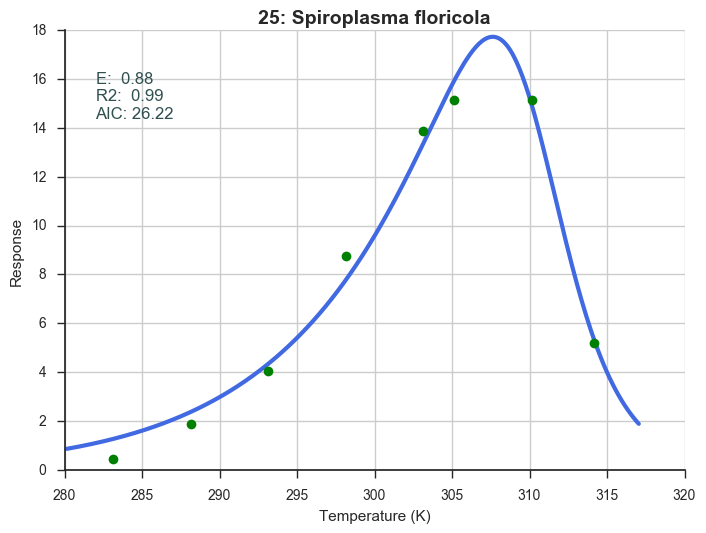 25: Spiroplasma floricola
E:  0.88
R2:  0.99
AIC: 26.22
Response
18
16
14
12
10
8
6
4
2
0
280 285 290 295 300 305 310 315 320
Temperature (K)